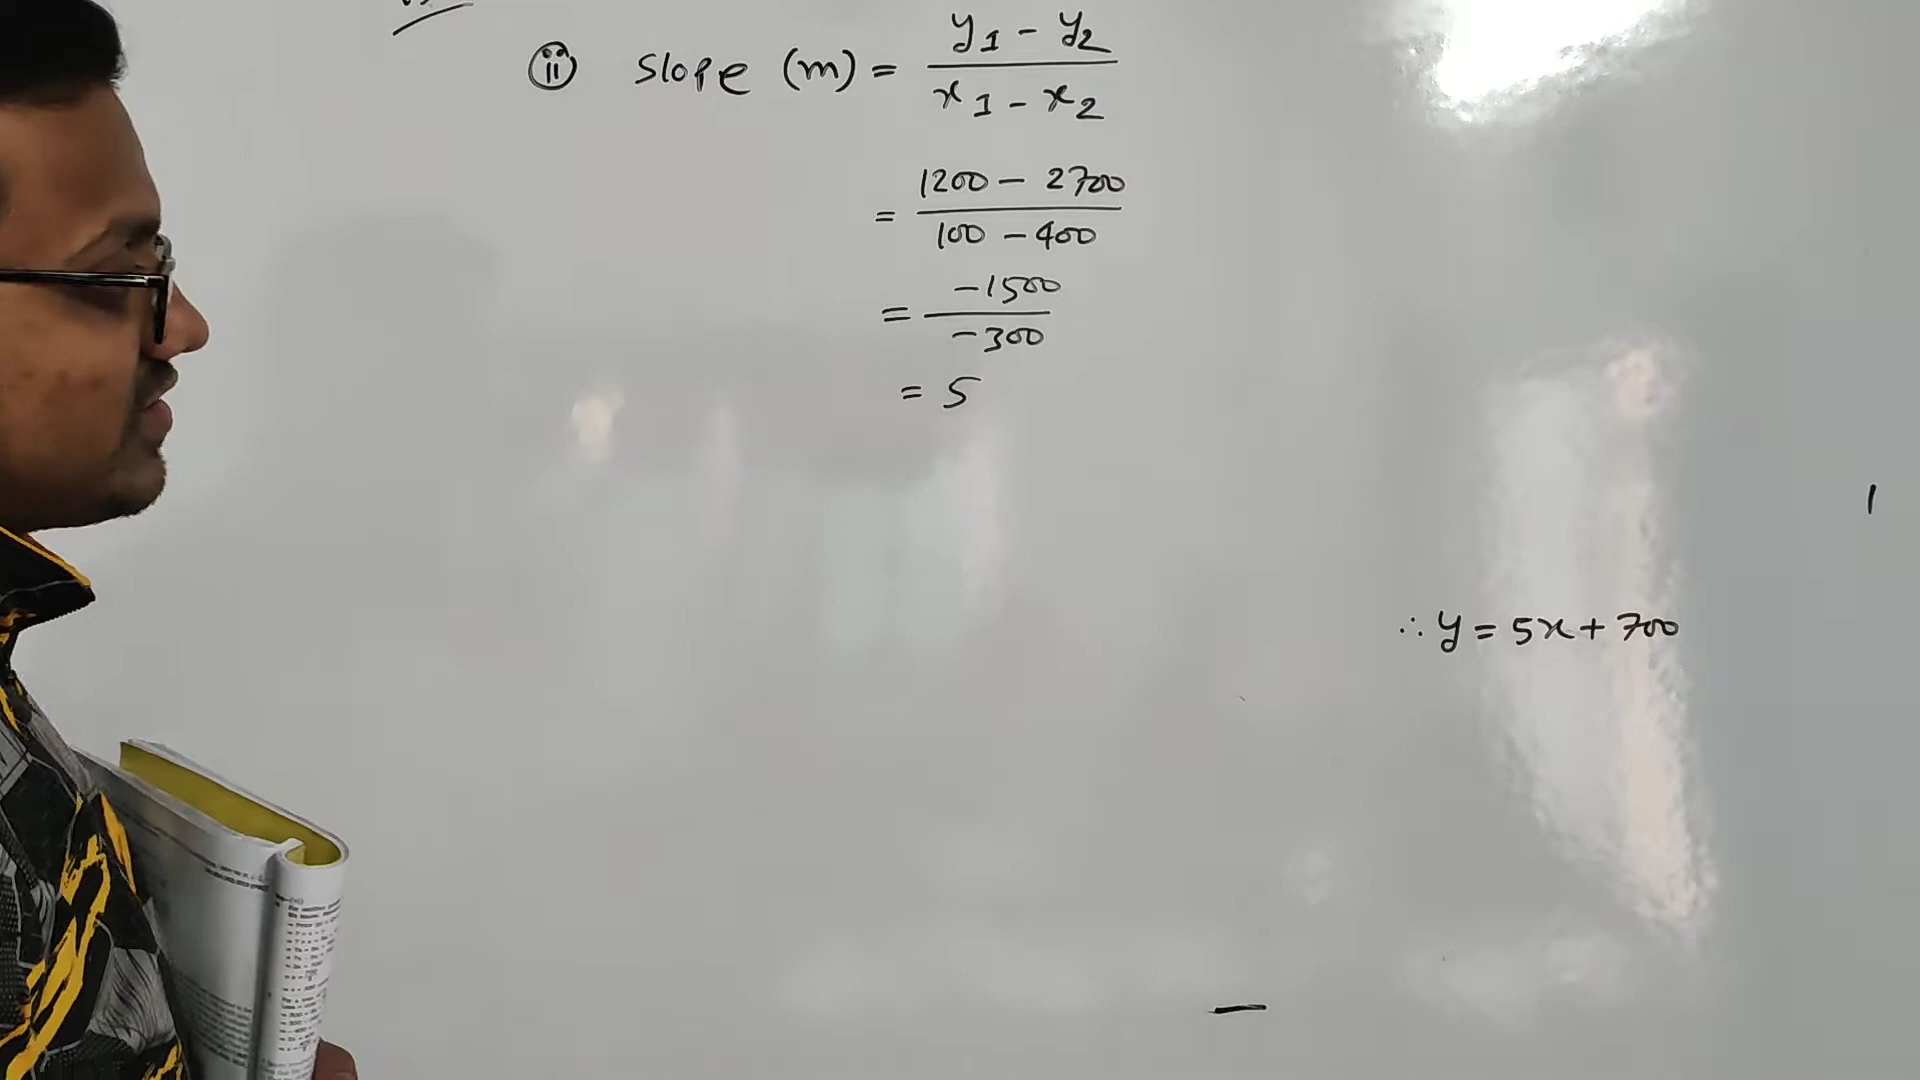 ii Slope (m) = y1 - y2 / x1 - x2
= 1200 - 2700 / 100 - 400
= -1500 / -300
= 5
∴ y = 5x + 700